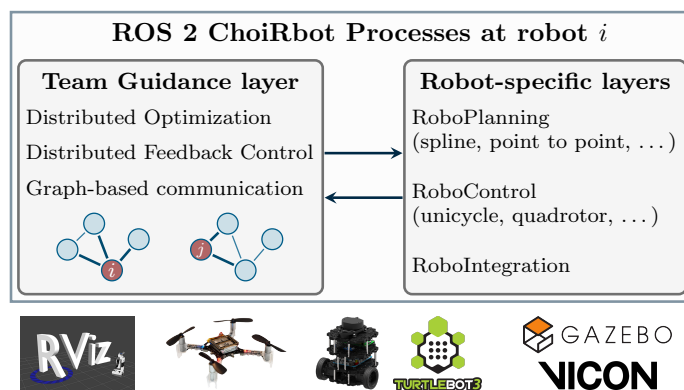 ROS 2 ChoiRbot Processes at robot i
Team Guidance layer
Distributed Optimization
Distributed Feedback Control
Graph-based communication
i
j
Robot-specific layers
RoboPlanning
(spline, point to point, ...)
RoboControl
(unicycle, quadrotor, ...)
RoboIntegration
RViz
TURTLEBOT3
GAZEBO
VICON